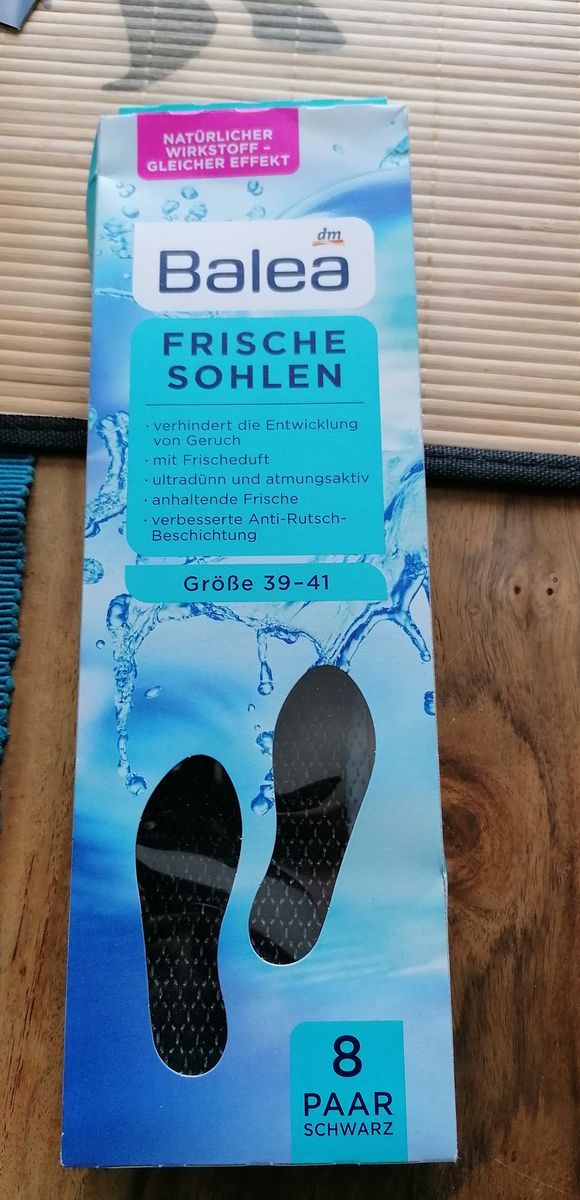 NATÜRLICHER
WIRKSTOFF –
GLEICHER EFFEKT
dm
Balea
FRISCHE
SOHLEN
· verhindert die Entwicklung
von Geruch
· mit Frischeduft
· ultradünn und atmungsaktiv
· anhaltende Frische
· verbesserte Anti-Rutsch-
Beschichtung
Größe 39–41
8
PAAR
SCHWARZ